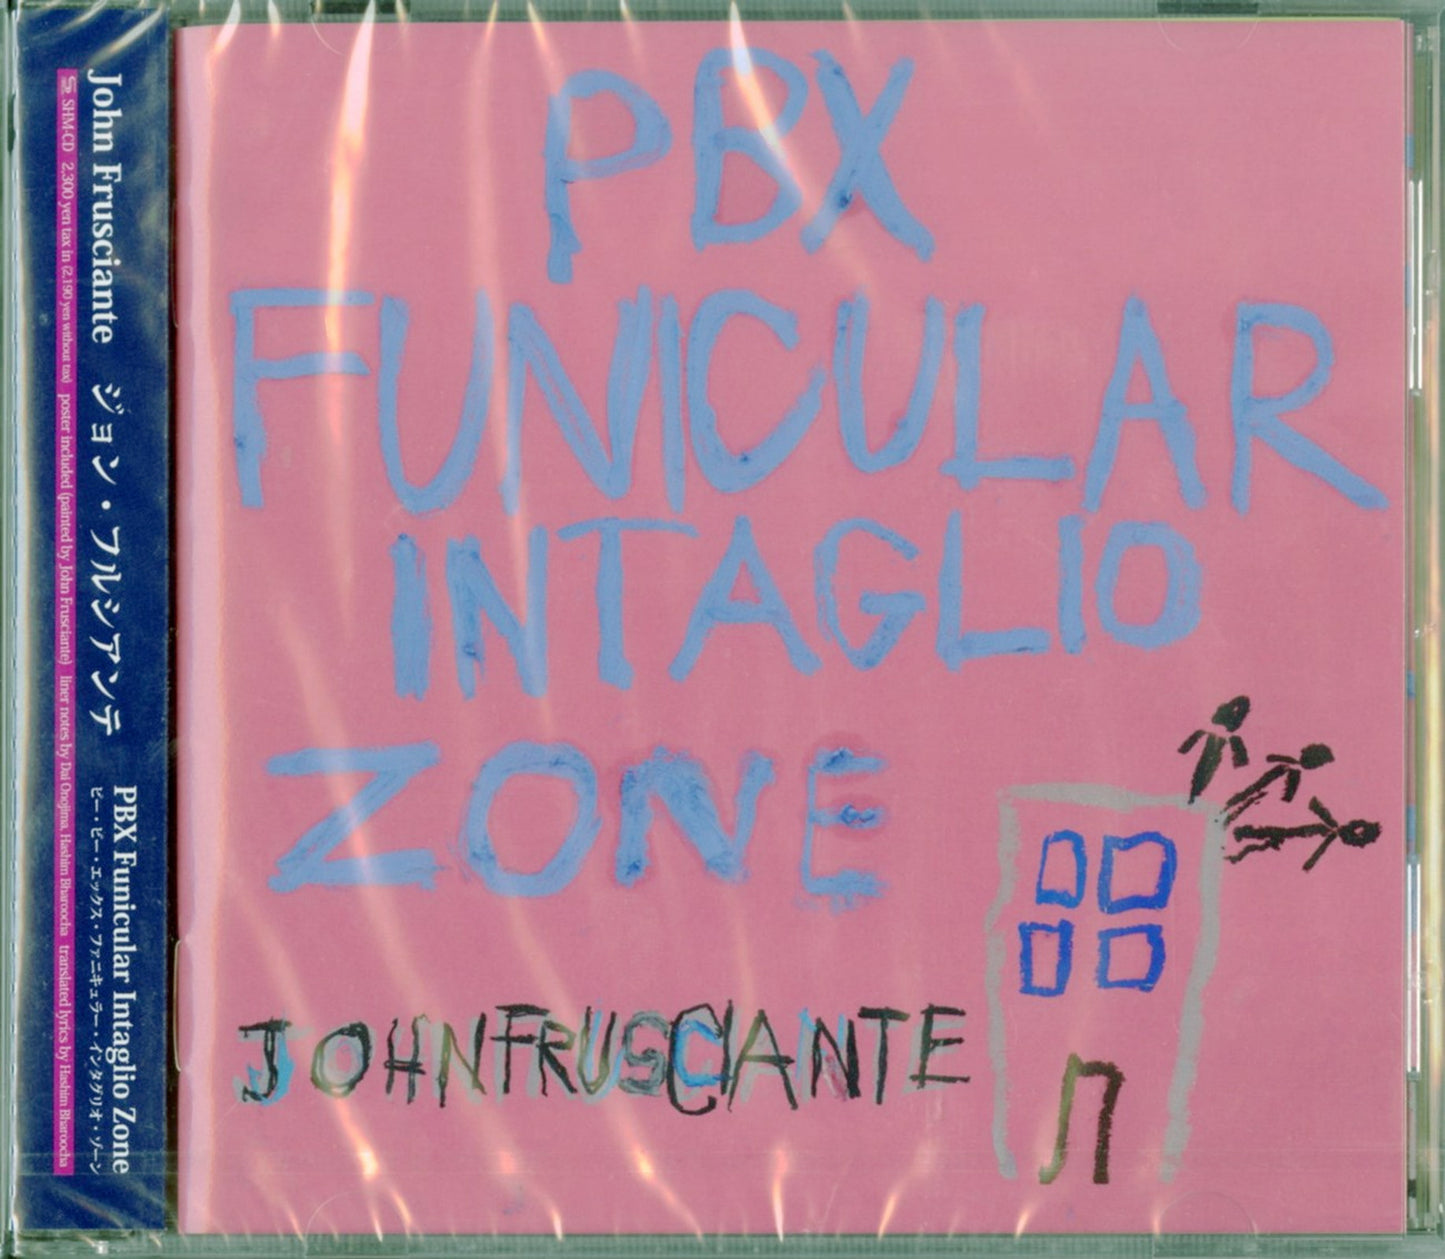 John Frusciante ジョン・フルシアンテ
PBX Funicular Intaglio Zone
ピー・ビー・エックス・ファニキュラー・インタグリオ・ゾーン
SHM-CD 2,300 yen tax in (2,190 yen without tax) poster included (painted by John Frusciante) liner notes by Dai Onojima, Hashim Bharoocha translated lyrics by Hashim Bharoocha
PBX
FUNICULAR
INTAGLIO
ZONE
JOHN FRUSCIANTE